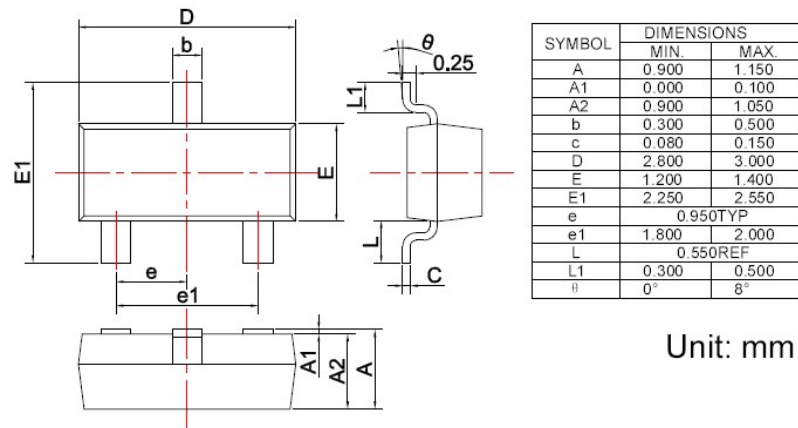 D
b
θ
0.25
L1
E1
E
L
C
e
e1
A1
A2
A
SYMBOL DIMENSIONS
MIN. MAX.
A 0.900 1.150
A1 0.000 0.100
A2 0.900 1.050
b 0.300 0.500
c 0.080 0.150
D 2.800 3.000
E 1.200 1.400
E1 2.250 2.550
e 0.950TYP
e1 1.800 2.000
L 0.550REF
L1 0.300 0.500
θ 0° 8°
Unit: mm